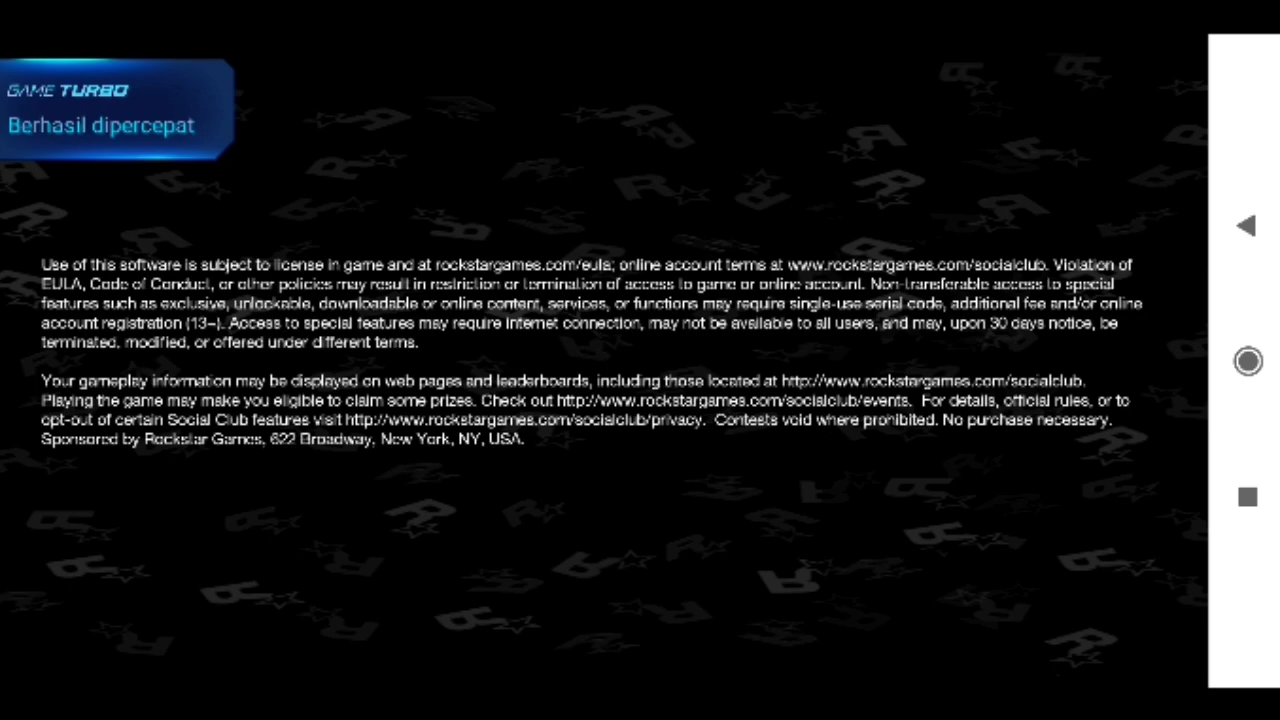 GAME TURBO
Berhasil dipercepat
Use of this software is subject to license in game and at rockstargames.com/eula; online account terms at www.rockstargames.com/socialclub. Violation of
EULA, Code of Conduct, or other policies may result in restriction or termination of access to game or online account. Non-transferable access to special
features such as exclusive, unlockable, downloadable or online content, services, or functions may require single-use serial code, additional fee and/or online
account registration (13+). Access to special features may require internet connection, may not be available to all users, and may, upon 30 days notice, be
terminated, modified, or offered under different terms.
Your gameplay information may be displayed on web pages and leaderboards, including those located at http://www.rockstargames.com/socialclub.
Playing the game may make you eligible to claim some prizes. Check out http://www.rockstargames.com/socialclub/events. For details, official rules, or to
opt-out of certain Social Club features visit http://www.rockstargames.com/socialclub/privacy. Contests void where prohibited. No purchase necessary.
Sponsored by Rockstar Games, 622 Broadway, New York, NY, USA.